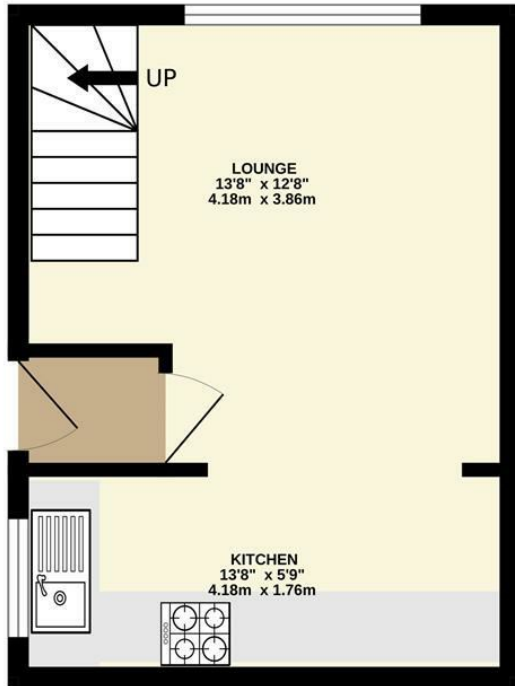 UP
LOUNGE
13'8" x 12'8"
4.18m x 3.86m
KITCHEN
13'8" x 5'9"
4.18m x 1.76m